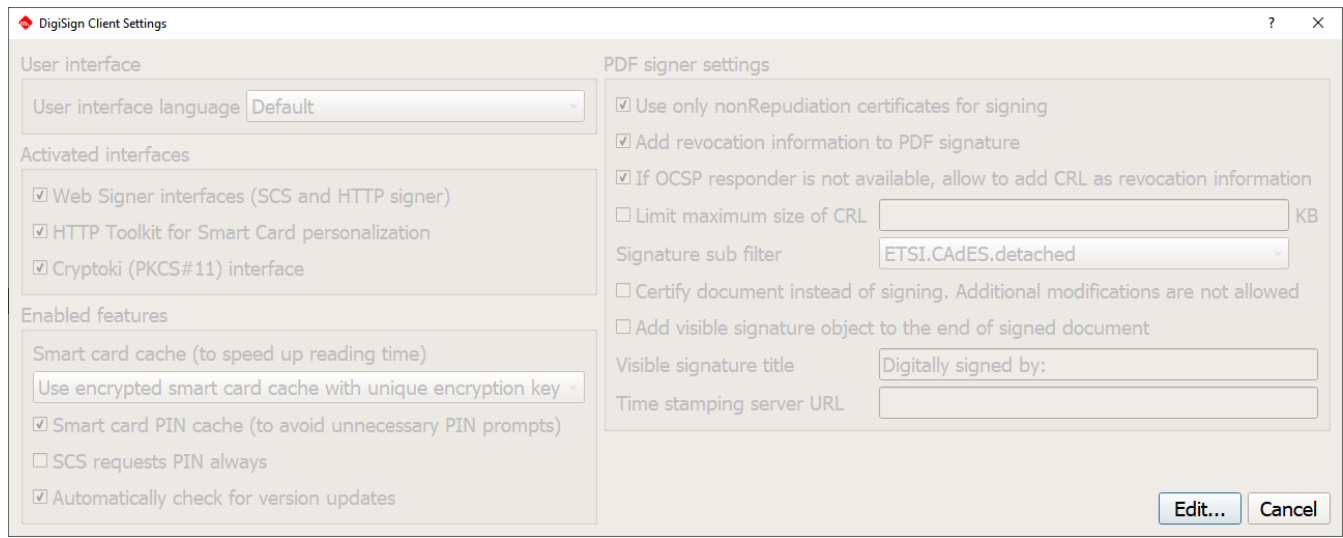 DigiSign Client Settings
User interface
User interface language Default
Activated interfaces
Web Signer interfaces (SCS and HTTP signer)
HTTP Toolkit for Smart Card personalization
Cryptoki (PKCS#11) interface
Enabled features
Smart card cache (to speed up reading time)
Use encrypted smart card cache with unique encryption key
Smart card PIN cache (to avoid unnecessary PIN prompts)
SCS requests PIN always
Automatically check for version updates
PDF signer settings
Use only nonRepudiation certificates for signing
Add revocation information to PDF signature
If OCSP responder is not available, allow to add CRL as revocation information
Limit maximum size of CRL KB
Signature sub filter ETSI.CAdES.detached
Certify document instead of signing. Additional modifications are not allowed
Add visible signature object to the end of signed document
Visible signature title Digitally signed by:
Time stamping server URL
Edit... Cancel